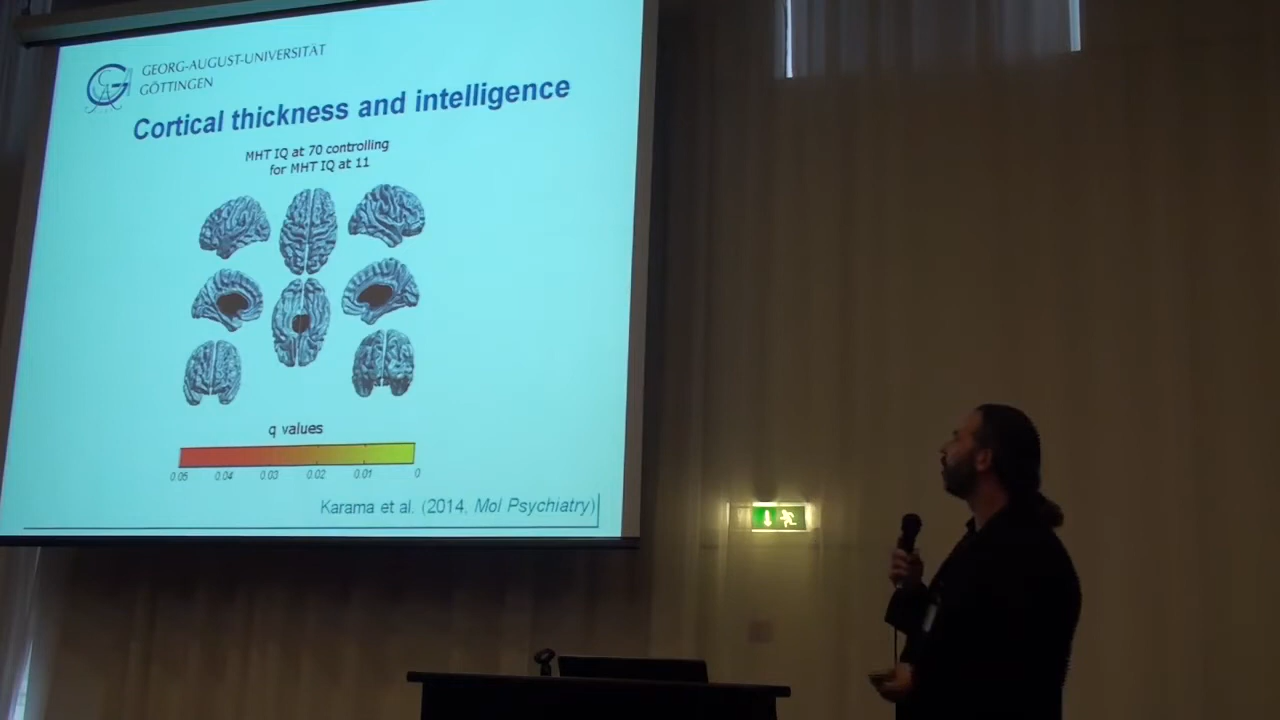 GEORG-AUGUST-UNIVERSITÄT
GÖTTINGEN
Cortical thickness and intelligence
MHT IQ at 70 controlling
for MHT IQ at 11
q values
0.05 0.04 0.03 0.02 0.01 0
Karama et al. (2014, Mol Psychiatry)